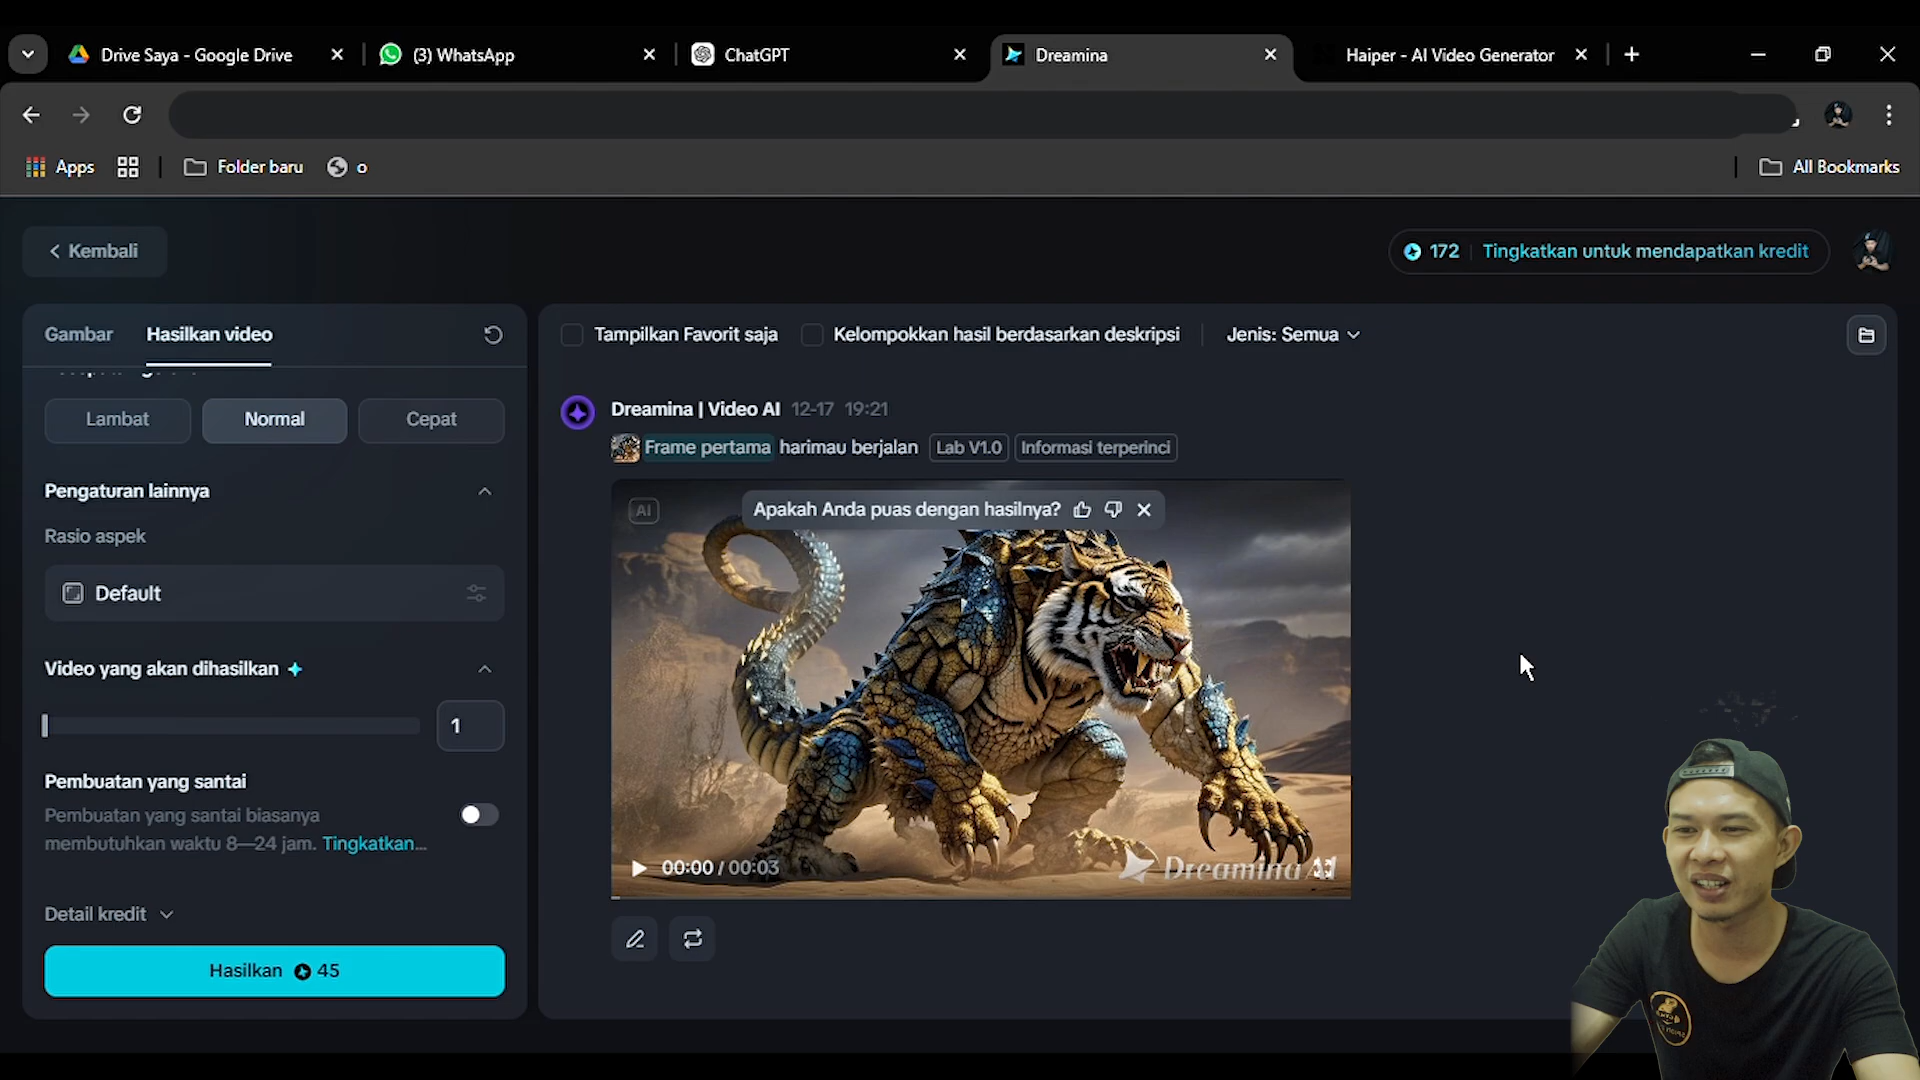 Drive Saya - Google Drive
(3) WhatsApp
ChatGPT
Dreamina
Haiper - AI Video Generator
Apps
Folder baru
o
All Bookmarks
Kembali
172
Tingkatkan untuk mendapatkan kredit
Gambar
Hasilkan video
Tampilkan Favorit saja
Kelompokkan hasil berdasarkan deskripsi
Jenis: Semua
Lambat
Normal
Cepat
Pengaturan lainnya
Rasio aspek
Default
Video yang akan dihasilkan
1
Pembuatan yang santai
Pembuatan yang santai biasanya
membutuhkan waktu 8—24 jam. Tingkatkan...
Detail kredit
Hasilkan 45
Dreamina | Video AI 12-17 19:21
Frame pertama harimau berjalan Lab V1.0 Informasi terperinci
AI
Apakah Anda puas dengan hasilnya?
00:00 / 00:03
Dreamina AI